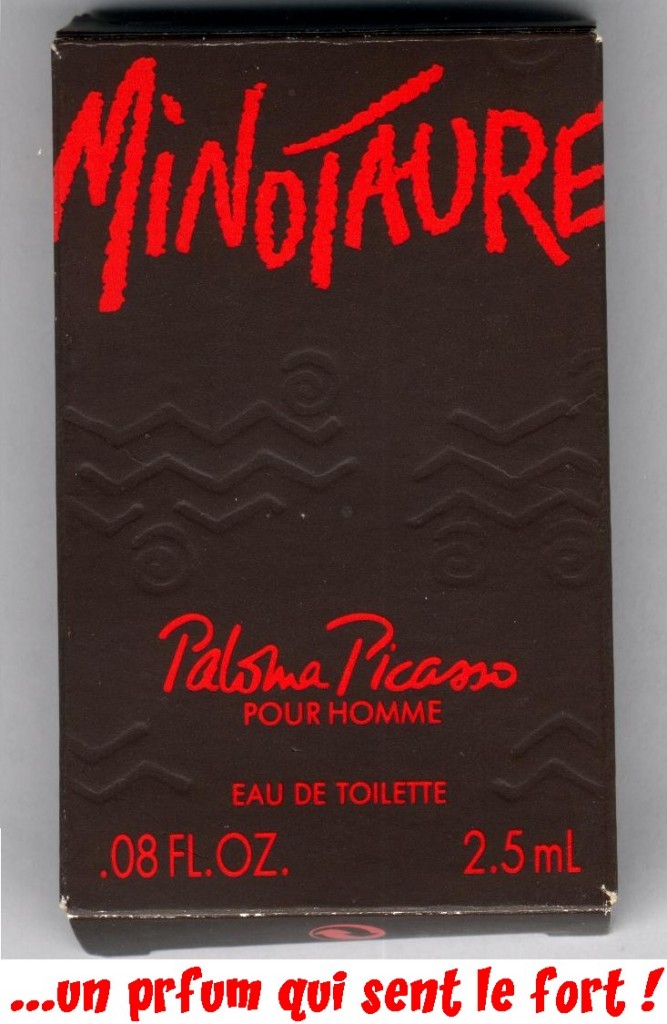 MiNOTAURE
Paloma Picasso
POUR HOMME
EAU DE TOILETTE
.08 FL.OZ. 2.5 mL
...un prfum qui sent le fort !